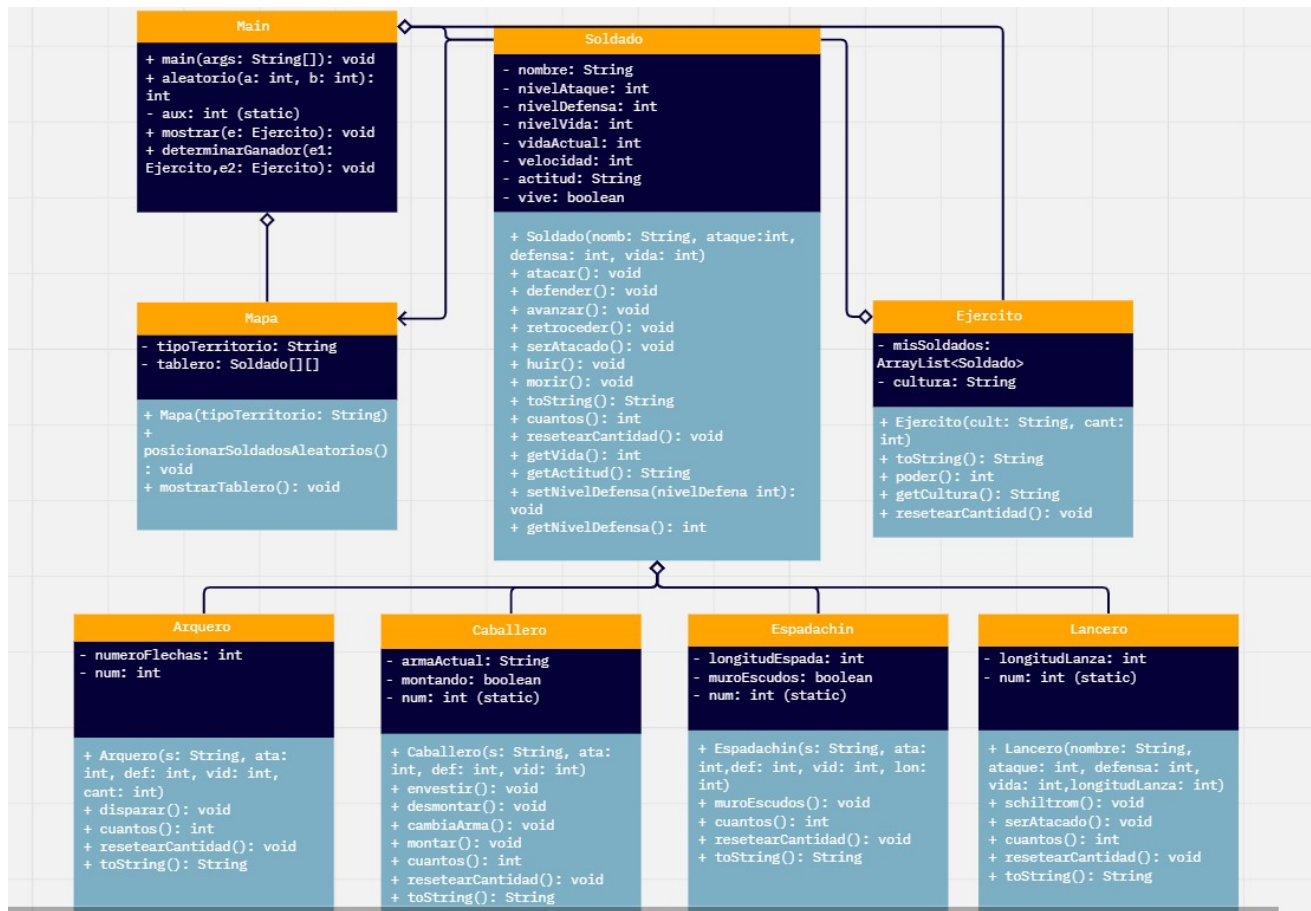 Main
+ main(args: String[]): void
+ aleatorio(a: int, b: int):
int
- aux: int (static)
+ mostrar(e: Ejercito): void
+ determinarGanador(e1:
Ejercito,e2: Ejercito): void
Soldado
- nombre: String
- nivelAtaque: int
- nivelDefensa: int
- nivelVida: int
- vidaActual: int
- velocidad: int
- actitud: String
- vive: boolean
+ Soldado(nomb: String, ataque:int,
defensa: int, vida: int)
+ atacar(): void
+ defender(): void
+ avanzar(): void
+ retroceder(): void
+ serAtacado(): void
+ huir(): void
+ morir(): void
+ toString(): String
+ cuantos(): int
+ resetearCantidad(): void
+ getVida(): int
+ getActitud(): String
+ setNivelDefensa(nivelDefena int):
void
+ getNivelDefensa(): int
Mapa
- tipoTerritorio: String
- tablero: Soldado[][]
+ Mapa(tipoTerritorio: String)
+
posicionarSoldadosAleatorios()
: void
+ mostrarTablero(): void
Ejercito
- misSoldados:
ArrayList<Soldado>
- cultura: String
+ Ejercito(cult: String, cant:
int)
+ toString(): String
+ poder(): int
+ getCultura(): String
+ resetearCantidad(): void
Arquero
- numeroFlechas: int
- num: int
+ Arquero(s: String, ata:
int, def: int, vid: int,
cant: int)
+ disparar(): void
+ cuantos(): int
+ resetearCantidad(): void
+ toString(): String
Caballero
- armaActual: String
- montando: boolean
- num: int (static)
+ Caballero(s: String, ata:
int, def: int, vid: int)
+ envestir(): void
+ desmontar(): void
+ cambiaArma(): void
+ montar(): void
+ cuantos(): int
+ resetearCantidad(): void
+ toString(): String
Espadachin
- longitudEspada: int
- muroEscudos: boolean
- num: int (static)
+ Espadachin(s: String, ata:
int,def: int, vid: int, lon:
int)
+ muroEscudos(): void
+ cuantos(): int
+ resetearCantidad(): void
+ toString(): String
Lancero
- longitudLanza: int
- num: int (static)
+ Lancero(nombre: String,
ataque: int, defensa: int,
vida: int,longitudLanza: int)
+ schiltrom(): void
+ serAtacado(): void
+ cuantos(): int
+ resetearCantidad(): void
+ toString(): String